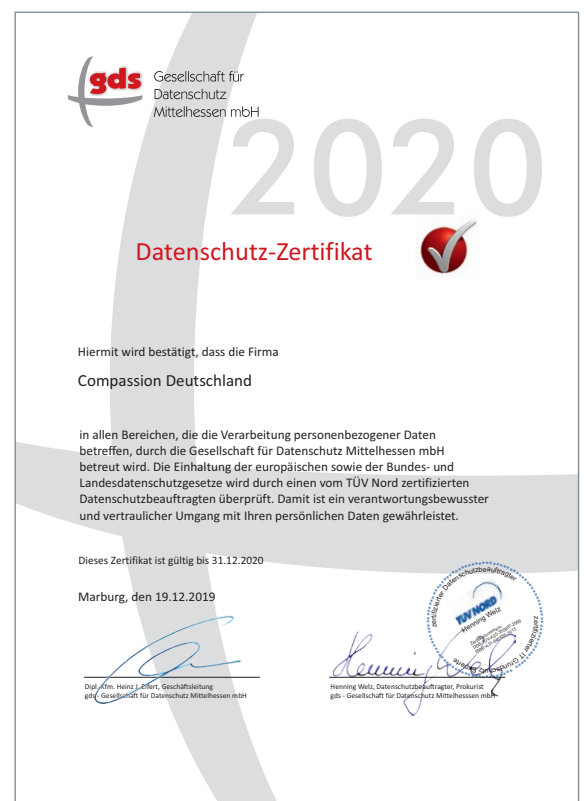 gds
Gesellschaft für
Datenschutz
Mittelhessen mbH
2020
Datenschutz-Zertifikat
Hiermit wird bestätigt, dass die Firma
Compassion Deutschland
in allen Bereichen, die die Verarbeitung personenbezogener Daten
betreffen, durch die Gesellschaft für Datenschutz Mittelhessen mbH
betreut wird. Die Einhaltung der europäischen sowie der Bundes- und
Landesdatenschutzgesetze wird durch einen vom TÜV Nord zertifizierten
Datenschutzbeauftragten überprüft. Damit ist ein verantwortungsbewusster
und vertraulicher Umgang mit Ihren persönlichen Daten gewährleistet.
Dieses Zertifikat ist gültig bis 31.12.2020
Marburg, den 19.12.2019
zertifizierter Datenschutzbeauftragter
TÜV NORD
Henning Welz
zertifizierter IT Grundschutz Experte
Dipl.-Kfm. Heinz J. Eifert, Geschäftsleitung
gds - Gesellschaft für Datenschutz Mittelhessen mbH
Henning Welz, Datenschutzbeauftragter, Prokurist
gds - Gesellschaft für Datenschutz Mittelhesssen mbH